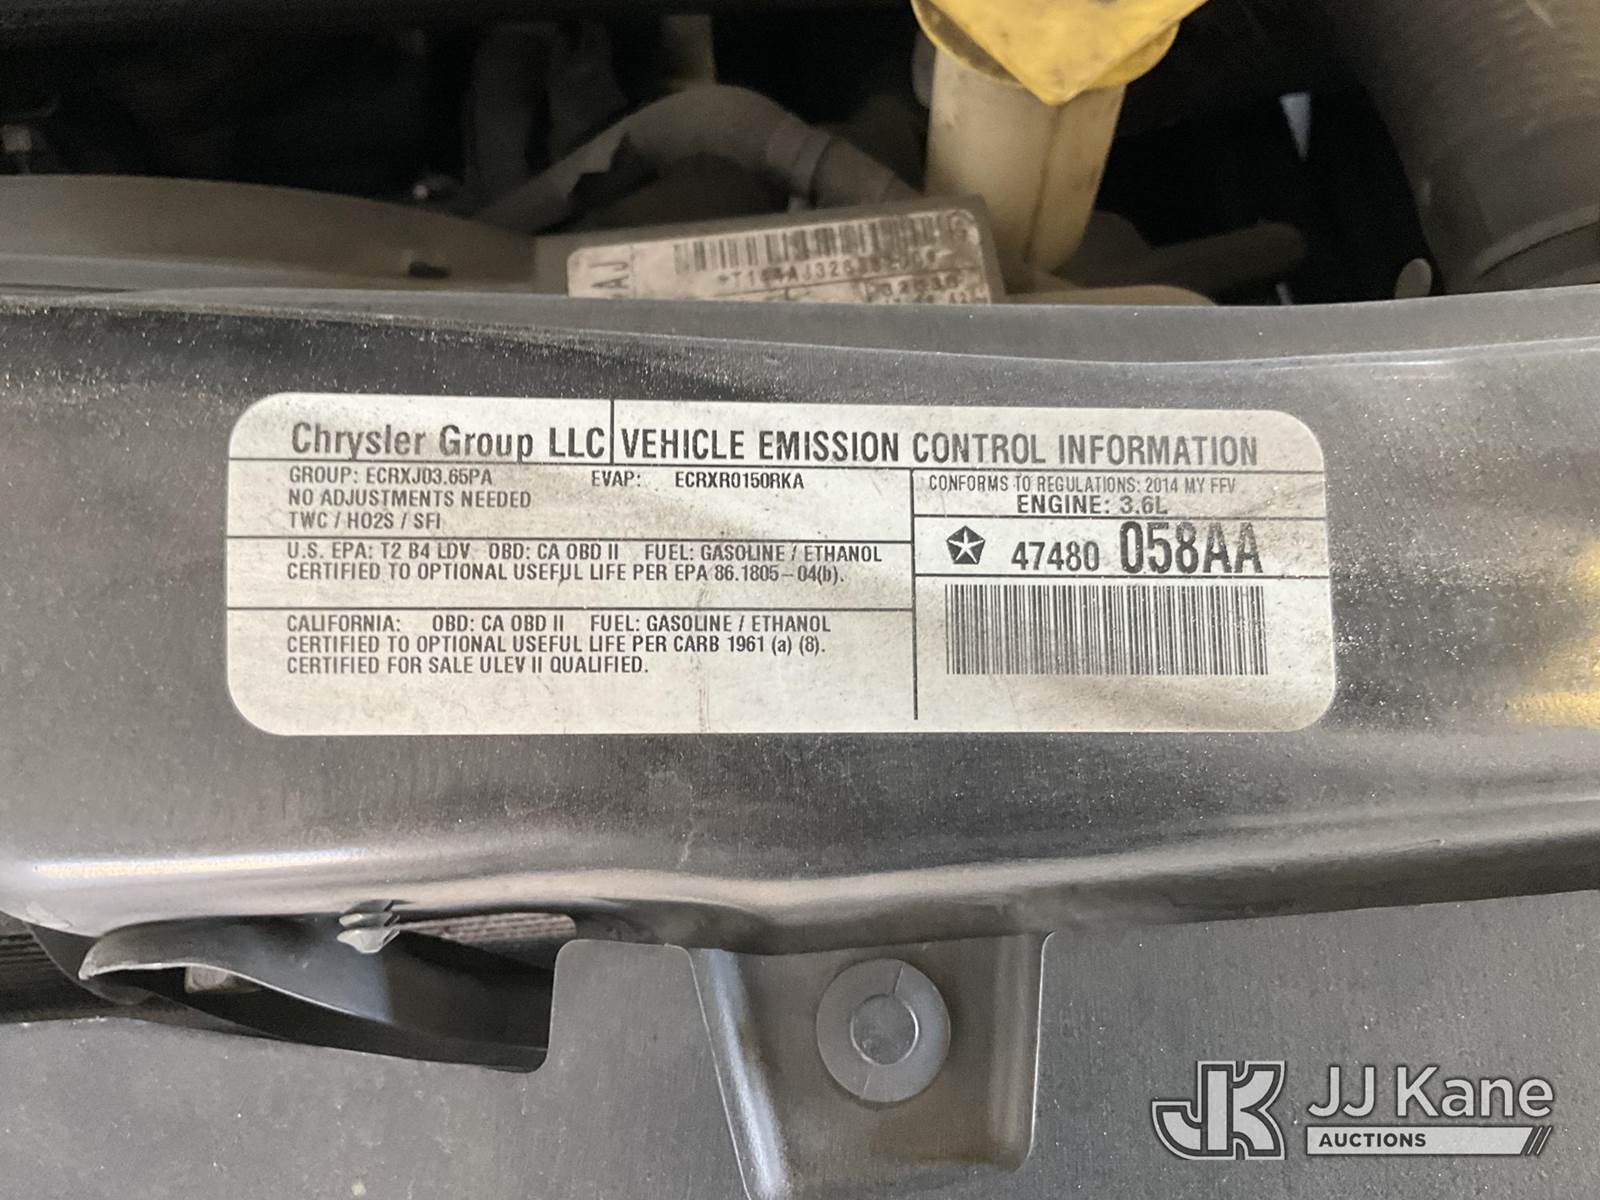 Chrysler Group LLC VEHICLE EMISSION CONTROL INFORMATION
GROUP: ECRXJ03.65PA EVAP: ECRXR0150RKA
NO ADJUSTMENTS NEEDED
TWC / HO2S / SFI
CONFORMS TO REGULATIONS: 2014 MY FFV
ENGINE: 3.6L
47480 058AA
U.S. EPA: T2 B4 LDV OBD: CA OBD II FUEL: GASOLINE / ETHANOL
CERTIFIED TO OPTIONAL USEFUL LIFE PER EPA 86.1805-04(b).
CALIFORNIA: OBD: CA OBD II FUEL: GASOLINE / ETHANOL
CERTIFIED TO OPTIONAL USEFUL LIFE PER CARB 1961 (a) (8).
CERTIFIED FOR SALE ULEV II QUALIFIED.
JK JJ Kane
AUCTIONS